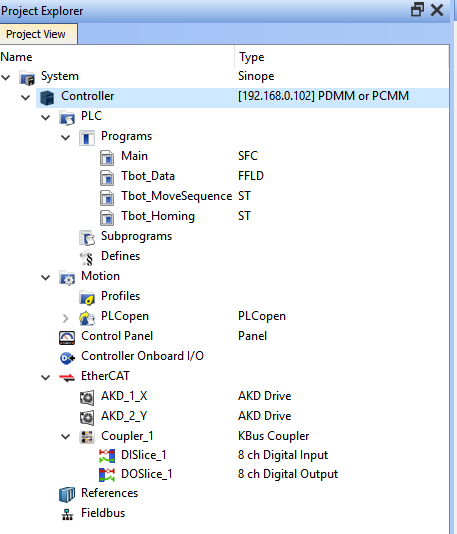 Project Explorer
Project View
Name Type
System Sinope
Controller [192.168.0.102] PDMM or PCMM
PLC
Programs
Main SFC
Tbot_Data FFLD
Tbot_MoveSequence ST
Tbot_Homing ST
Subprograms
Defines
Motion
Profiles
PLCopen PLCopen
Control Panel Panel
Controller Onboard I/O
EtherCAT
AKD_1_X AKD Drive
AKD_2_Y AKD Drive
Coupler_1 KBus Coupler
DISlice_1 8 ch Digital Input
DOSlice_1 8 ch Digital Output
References
Fieldbus